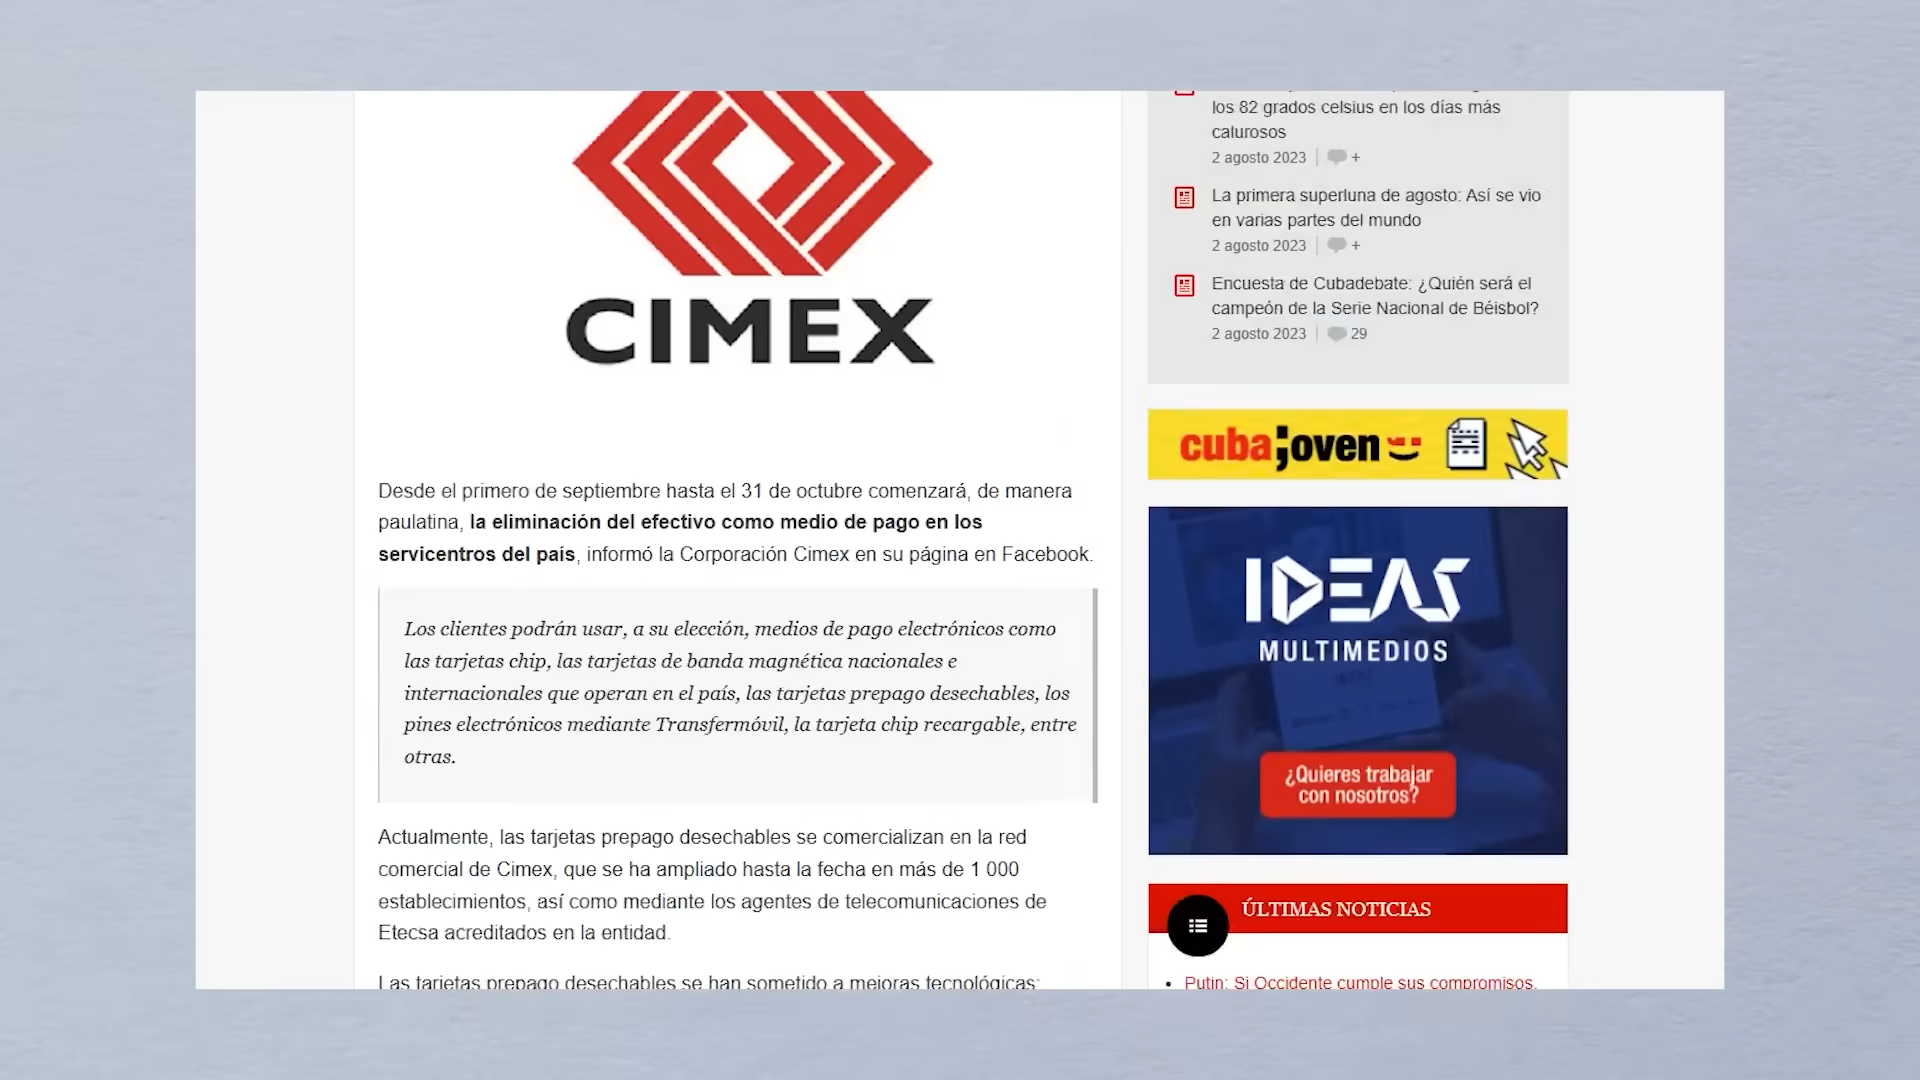 CIMEX
Desde el primero de septiembre hasta el 31 de octubre comenzará, de manera
paulatina, la eliminación del efectivo como medio de pago en los
servicentros del país, informó la Corporación Cimex en su página en Facebook.
Los clientes podrán usar, a su elección, medios de pago electrónicos como
las tarjetas chip, las tarjetas de banda magnética nacionales e
internacionales que operan en el país, las tarjetas prepago desechables, los
pines electrónicos mediante Transfermóvil, la tarjeta chip recargable, entre
otras.
Actualmente, las tarjetas prepago desechables se comercializan en la red
comercial de Cimex, que se ha ampliado hasta la fecha en más de 1 000
establecimientos, así como mediante los agentes de telecomunicaciones de
Etecsa acreditados en la entidad.
Las tarjetas prepago desechables se han sometido a mejoras tecnológicas:
los 82 grados celsius en los días más
calurosos
2 agosto 2023 | +
La primera superluna de agosto: Así se vio
en varias partes del mundo
2 agosto 2023 | +
Encuesta de Cubadebate: ¿Quién será el
campeón de la Serie Nacional de Béisbol?
2 agosto 2023 | 29
cubajoven
IDEAS
MULTIMEDIOS
¿Quieres trabajar
con nosotros?
ÚLTIMAS NOTICIAS
• Putin: Si Occidente cumple sus compromisos,